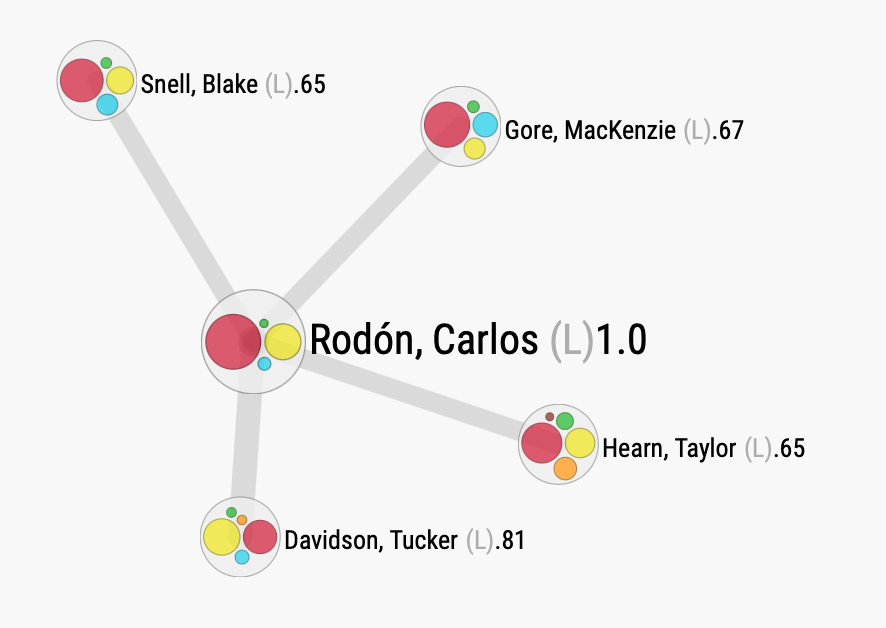 Snell, Blake (L).65
Gore, MacKenzie (L).67
Rodón, Carlos (L)1.0
Hearn, Taylor (L).65
Davidson, Tucker (L).81